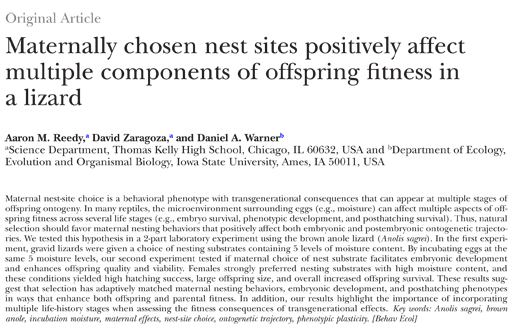 Original Article
Maternally chosen nest sites positively affect
multiple components of offspring fitness in
a lizard
Aaron M. Reedy,a David Zaragoza,a and Daniel A. Warnerb
aScience Department, Thomas Kelly High School, Chicago, IL 60632, USA and bDepartment of Ecology,
Evolution and Organismal Biology, Iowa State University, Ames, IA 50011, USA
Maternal nest-site choice is a behavioral phenotype with transgenerational consequences that can appear at multiple stages of
offspring ontogeny. In many reptiles, the microenvironment surrounding eggs (e.g., moisture) can affect multiple aspects of off-
spring fitness across several life stages (e.g., embryo survival, phenotypic development, and posthatching survival). Thus, natural
selection should favor maternal nesting behaviors that positively affect both embryonic and postembryonic ontogenetic trajecto-
ries. We tested this hypothesis in a 2-part laboratory experiment using the brown anole lizard (Anolis sagrei). In the first experi-
ment, gravid lizards were given a choice of nesting substrates containing 5 levels of moisture content. By incubating eggs at the
same 5 moisture levels, our second experiment tested if maternal choice of nest substrate facilitates embryonic development
and enhances offspring quality and viability. Females strongly preferred nesting substrates with high moisture content, and
these conditions yielded high hatching success, large offspring size, and overall increased offspring survival. These results sug-
gest that selection has adaptively matched maternal nesting behaviors, embryonic development, and posthatching phenotypes
in ways that enhance both offspring and parental fitness. In addition, our results highlight the importance of incorporating
multiple life-history stages when assessing the fitness consequences of transgenerational effects. Key words: Anolis sagrei, brown
anole, incubation moisture, maternal effects, nest-site choice, ontogenetic trajectory, phenotypic plasticity. [Behav Ecol]